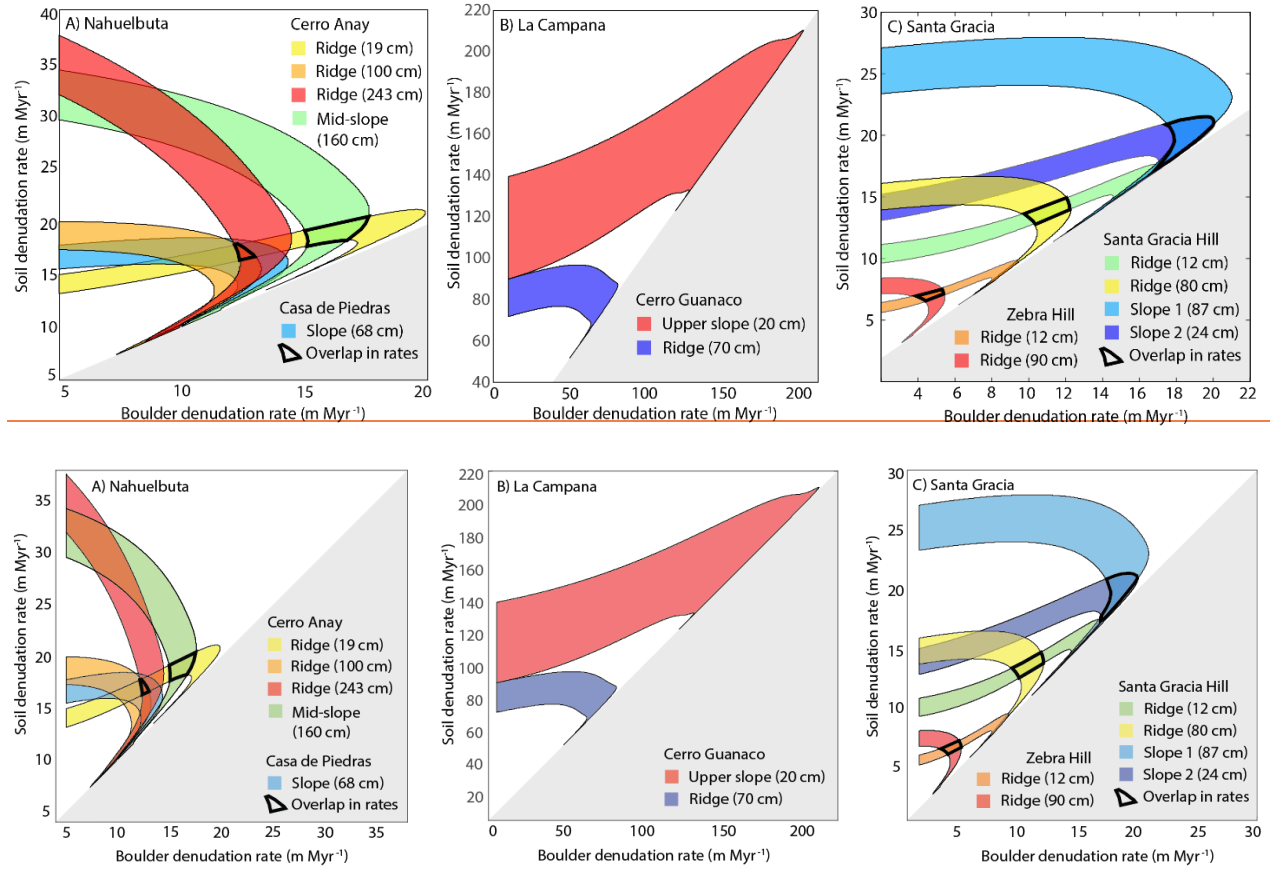 A) Nahuelbuta
Cerro Anay
Ridge (19 cm)
Ridge (100 cm)
Ridge (243 cm)
Mid-slope
(160 cm)
Casa de Piedras
Slope (68 cm)
Overlap in rates
40
35
30
25
20
15
10
5
5
10
15
20
Soil denudation rate (m Myr⁻¹)
Boulder denudation rate (m Myr⁻¹)
B) La Campana
Cerro Guanaco
Upper slope (20 cm)
Ridge (70 cm)
220
200
180
160
140
120
100
80
60
40
0
50
100
150
200
Soil denudation rate (m Myr⁻¹)
Boulder denudation rate (m Myr⁻¹)
C) Santa Gracia
Santa Gracia Hill
Ridge (12 cm)
Ridge (80 cm)
Slope 1 (87 cm)
Slope 2 (24 cm)
Overlap in rates
Zebra Hill
Ridge (12 cm)
Ridge (90 cm)
30
25
20
15
10
5
4
6
8
10
12
14
16
18
20
22
Soil denudation rate (m Myr⁻¹)
Boulder denudation rate (m Myr⁻¹)
A) Nahuelbuta
Cerro Anay
Ridge (19 cm)
Ridge (100 cm)
Ridge (243 cm)
Mid-slope
(160 cm)
Casa de Piedras
Slope (68 cm)
Overlap in rates
35
30
25
20
15
10
5
5
10
15
20
25
30
35
Soil denudation rate (m Myr⁻¹)
Boulder denudation rate (m Myr⁻¹)
B) La Campana
Cerro Guanaco
Upper slope (20 cm)
Ridge (70 cm)
220
200
180
160
140
120
100
80
60
40
20
0
50
100
150
200
Soil denudation rate (m Myr⁻¹)
Boulder denudation rate (m Myr⁻¹)
C) Santa Gracia
Santa Gracia Hill
Ridge (12 cm)
Ridge (80 cm)
Slope 1 (87 cm)
Slope 2 (24 cm)
Overlap in rates
Zebra Hill
Ridge (12 cm)
Ridge (90 cm)
30
25
20
15
10
5
5
10
15
20
25
30
Soil denudation rate (m Myr⁻¹)
Boulder denudation rate (m Myr⁻¹)